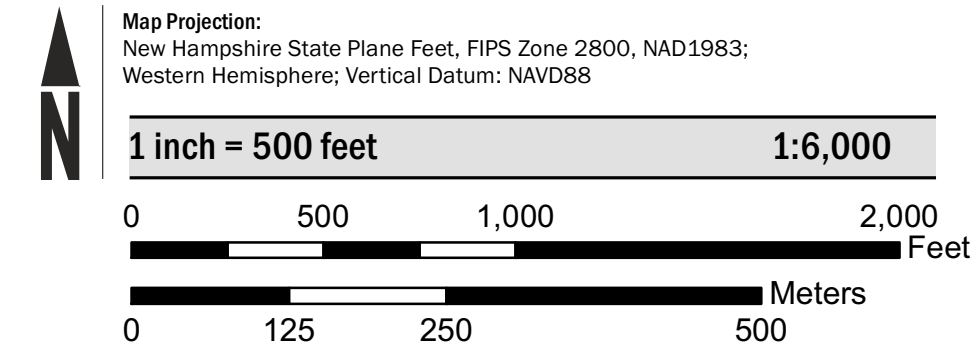 Map Projection:
New Hampshire State Plane Feet, FIPS Zone 2800, NAD1983;
Western Hemisphere; Vertical Datum: NAVD88
N
1 inch = 500 feet 1:6,000
0 500 1,000 2,000
Feet
Meters
0 125 250 500